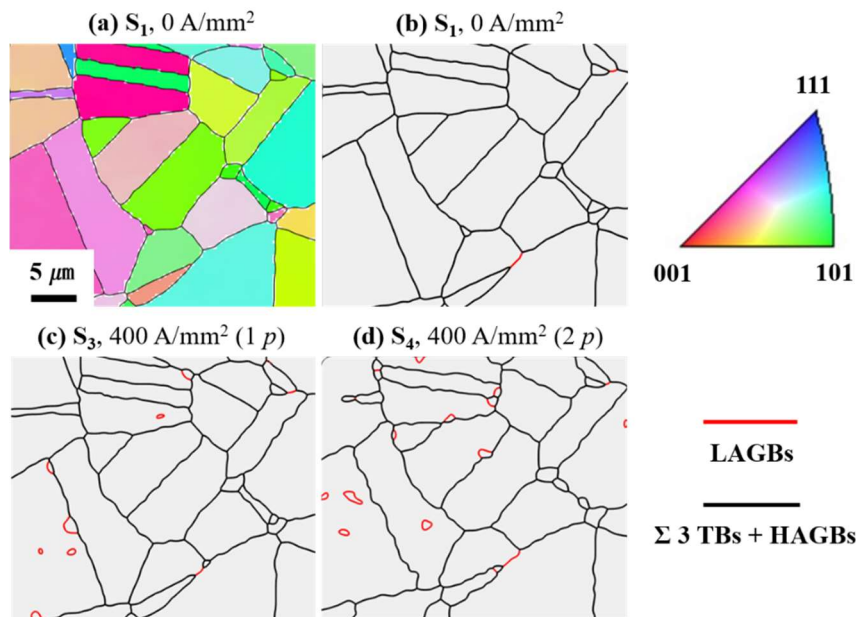 (a) S₁, 0 A/mm²
(b) S₁, 0 A/mm²
111
001
101
5 μm
(c) S₃, 400 A/mm² (1 p)
(d) S₄, 400 A/mm² (2 p)
LAGBs
Σ 3 TBs + HAGBs